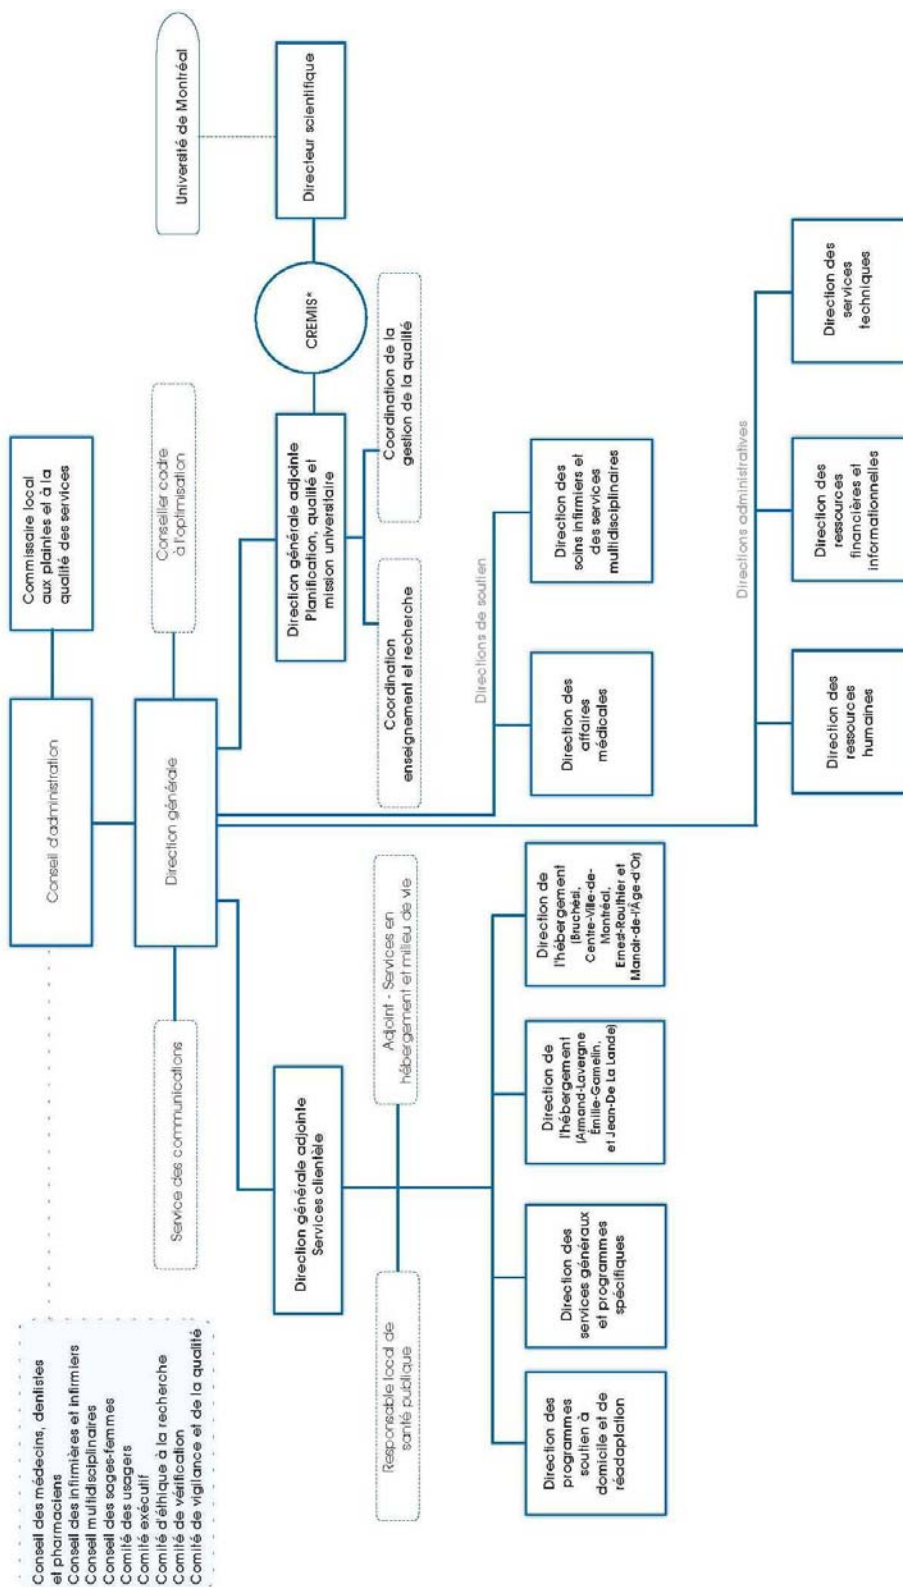 Conseil des médecins, dentistes
et pharmaciens
Conseil des infirmières et infirmiers
Conseil multidisciplinaires
Conseil des sages-femmes
Comité des usagers
Comité exécutif
Comité d'éthique à la recherche
Comité de vérification
Comité de vigilance et de la qualité
Conseil d'administration
Commissaire local
aux plaintes et à la
qualité des services
Service des communications
Direction générale
Conseiller cadre
à l'optimisation
Université de Montréal
Direction générale adjointe
Services clientèle
Direction générale adjointe
Planification, qualité et
mission universitaire
CREMIS*
Directeur scientifique
Responsable local de
santé publique
Adjoint - Services en
hébergement et milieu de vie
Coordination
enseignement et recherche
Coordination de la
gestion de la qualité
Directions de soutien
Direction des
programmes
soutien à
domicile et de
réadaptation
Direction des
services généraux
et programmes
spécifiques
Direction de
l'hébergement
(Armand-Lavergne
Émilie-Gamelin,
et Jean-De La Lande)
Direction de
l'hébergement
(Bruchési,
Centre-Ville-de-
Montréal,
Ernest-Routhier et
Manoir-de-l'Âge-d'Or)
Direction des
affaires
médicales
Direction des
soins infirmiers et
des services
multidisciplinaires
Directions administratives
Direction des
ressources
humaines
Direction des
ressources
financières et
informationnelles
Direction des
services
techniques